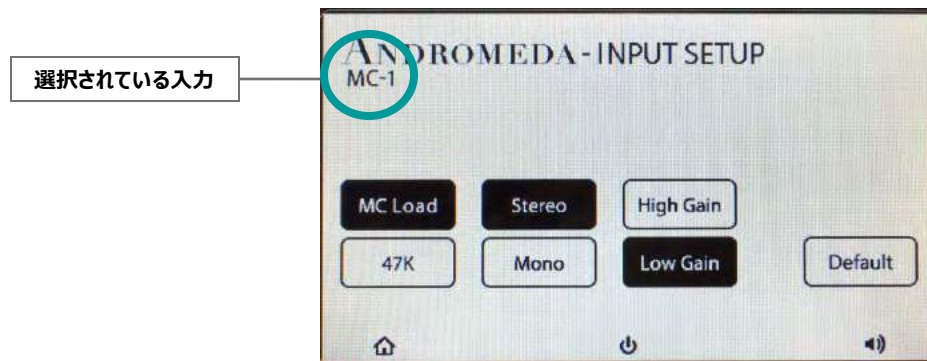 選択されている入力
ANDROMEDA - INPUT SETUP
MC-1
MC Load
Stereo
High Gain
47K
Mono
Low Gain
Default